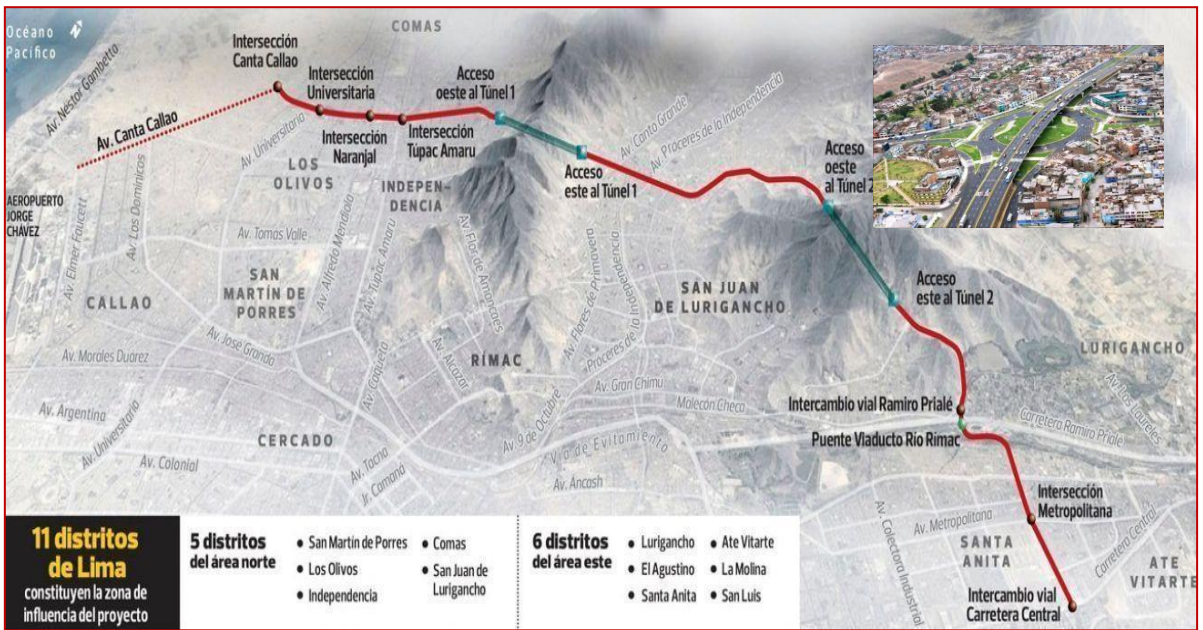 Océano
Pacífico
COMAS
Av. Néstor Gambetta
Intersección
Canta Callao
Intersección
Universitaria
Acceso
oeste al Túnel 1
Av. Canta Callao
Av. Universitaria
Intersección
Naranjal
Intersección
Túpac Amaru
Av. Canto Grande
Av. Próceres de la Independencia
Acceso
este al Túnel 1
Acceso
oeste
al Túnel 2
LOS
OLIVOS
INDEPEN-
DENCIA
AEROPUERTO
JORGE
CHÁVEZ
Av. Elmer Faucett
Av. Los Dominicos
Av. Tomas Valle
Av. Alfredo Mendiola
Av. Tupac Amaru
Av. Flor de Amancaes
Av. Flores de Primavera
Próceres de la Independencia
SAN
MARTÍN DE
PORRES
CALLAO
SAN JUAN
DE LURIGANCHO
Acceso
este al Túnel 2
LURIGANCHO
Av. Morales Duarez
Av. José Granda
Av. Caqueta
Av. Alcazar
RÍMAC
Av. Gran Chimu
Malecón Checa
Av. 9 de Octubre
Intercambio vial Ramiro Prialé
Puente Viaducto Río Rímac
Carretera Ramiro Priale
Av. Los Laureles
Av. Argentina
Av. Universitaria
Av. Colonial
CERCADO
Av. Tacna
Jr. Camaná
Vía de Evitamiento
Av. Ancash
Intersección
Metropolitana
Av. Metropolitana
Av. Colectora Industrial
SANTA
ANITA
Carretera Central
ATE
VITARTE
Intercambio vial
Carretera Central
11 distritos
de Lima
constituyen la zona de
influencia del proyecto
5 distritos
del área norte
• San Martín de Porres
• Los Olivos
• Independencia
• Comas
• San Juan de
Lurigancho
6 distritos
del área este
• Lurigancho
• El Agustino
• Santa Anita
• Ate Vitarte
• La Molina
• San Luis